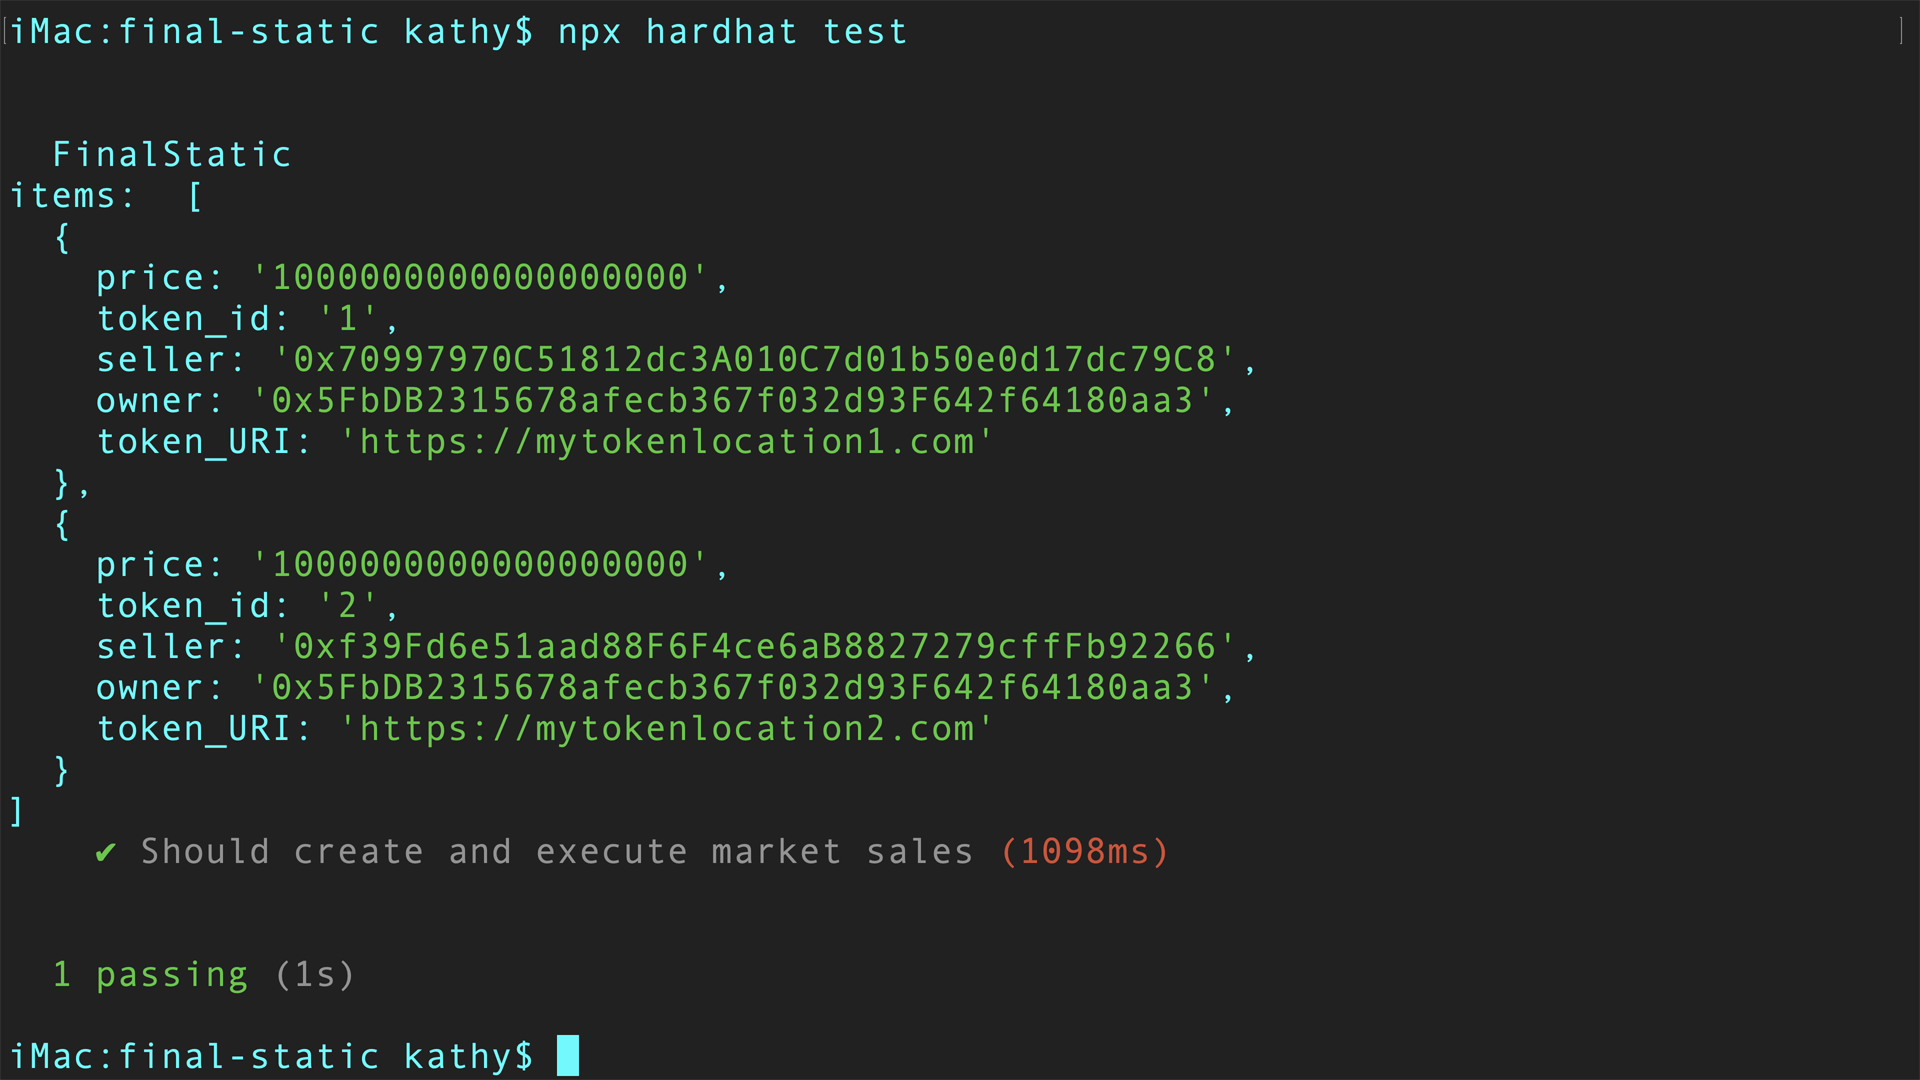 iMac:final-static kathy$ npx hardhat test
FinalStatic
items:  [
{
price: '1000000000000000000',
token_id: '1',
seller: '0x70997970C51812dc3A010C7d01b50e0d17dc79C8',
owner: '0x5FbDB2315678afecb367f032d93F642f64180aa3',
token_URI: 'https://mytokenlocation1.com'
},
{
price: '1000000000000000000',
token_id: '2',
seller: '0xf39Fd6e51aad88F6F4ce6aB8827279cffFb92266',
owner: '0x5FbDB2315678afecb367f032d93F642f64180aa3',
token_URI: 'https://mytokenlocation2.com'
}
]
✔ Should create and execute market sales (1098ms)
1 passing (1s)
iMac:final-static kathy$